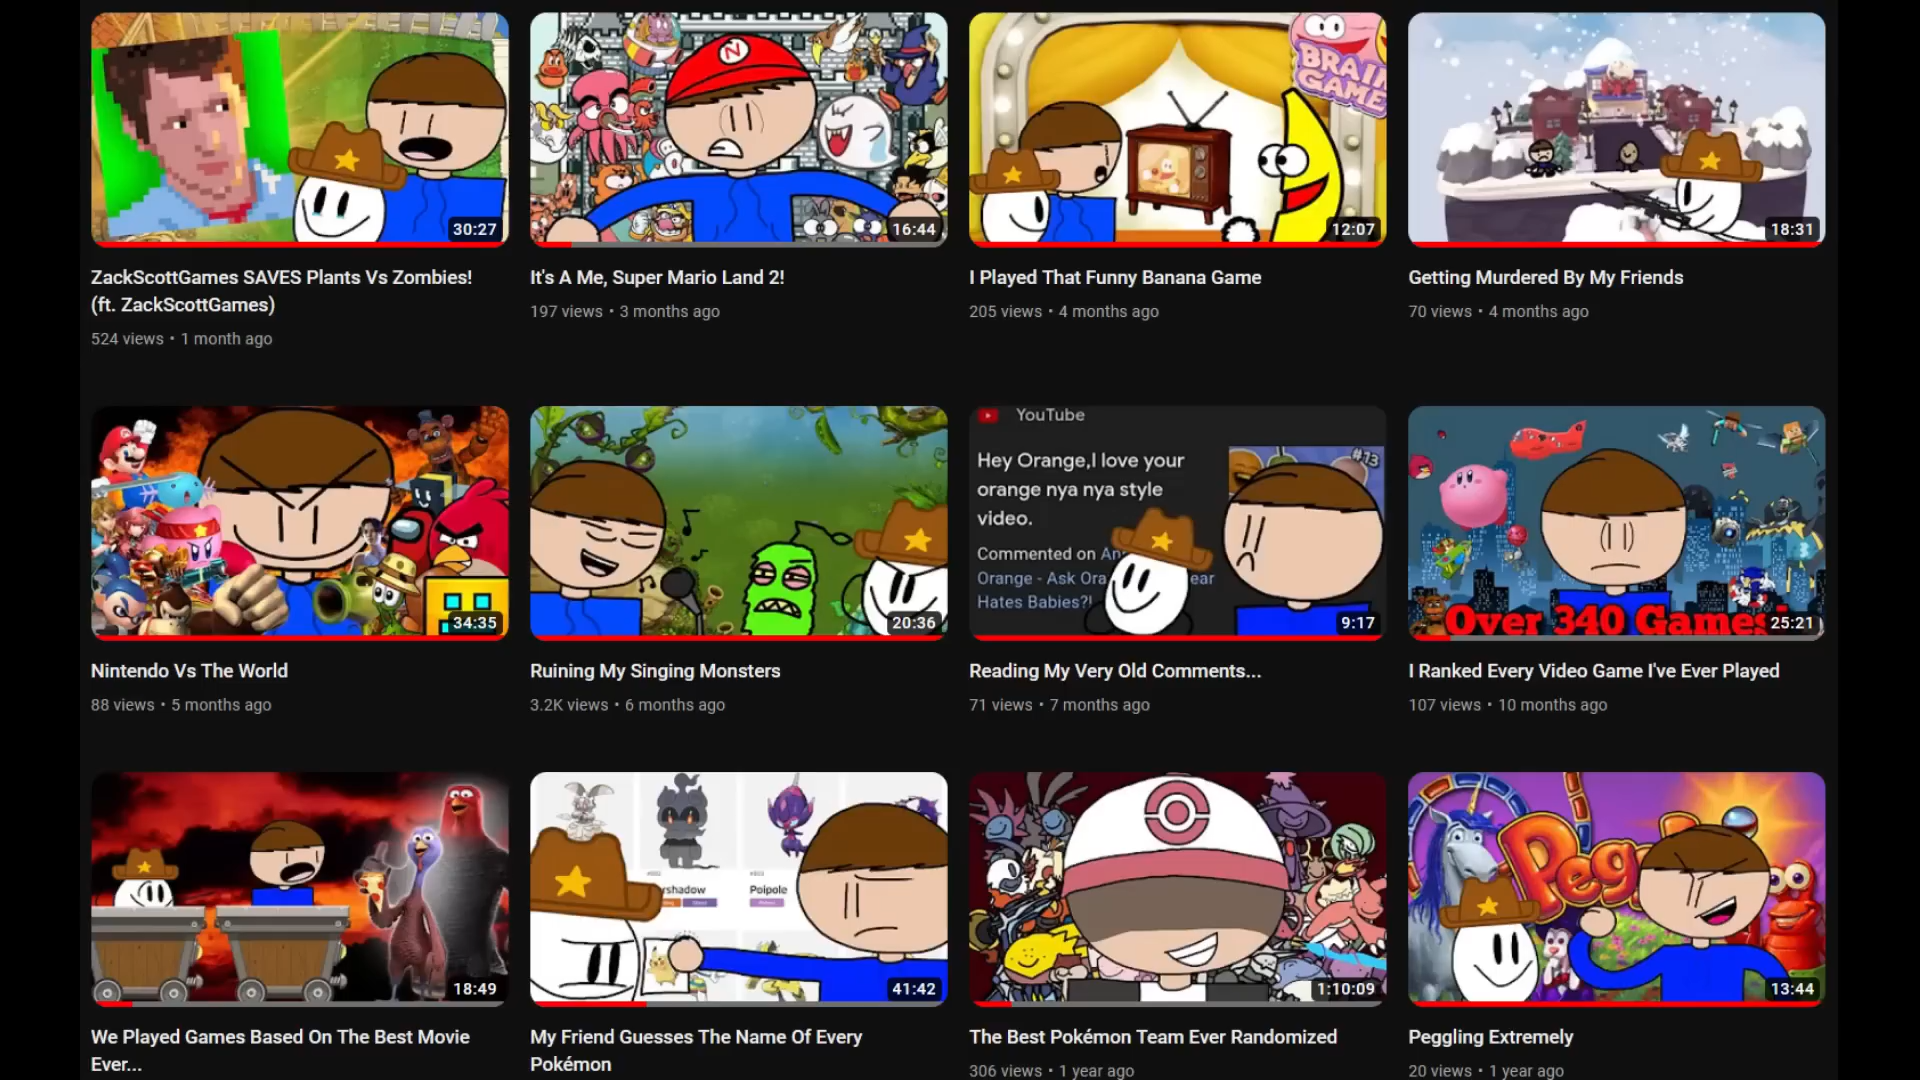 BRAIN
GAMES
30:27
16:44
12:07
18:31
ZackScottGames SAVES Plants Vs Zombies!
(ft. ZackScottGames)
524 views • 1 month ago
It's A Me, Super Mario Land 2!
197 views • 3 months ago
I Played That Funny Banana Game
205 views • 4 months ago
Getting Murdered By My Friends
70 views • 4 months ago
YouTube
Hey Orange,I love your
orange nya nya style
video.
Commented on
Orange - Ask Ora ear
Hates Babies?!
#13
Over 340 Games
34:35
20:36
9:17
25:21
Nintendo Vs The World
88 views • 5 months ago
Ruining My Singing Monsters
3.2K views • 6 months ago
Reading My Very Old Comments...
71 views • 7 months ago
I Ranked Every Video Game I've Ever Played
107 views • 10 months ago
rshadow
Poipole
Peg
18:49
41:42
1:10:09
13:44
We Played Games Based On The Best Movie
Ever...
My Friend Guesses The Name Of Every
Pokémon
The Best Pokémon Team Ever Randomized
306 views • 1 year ago
Peggling Extremely
20 views • 1 year ago